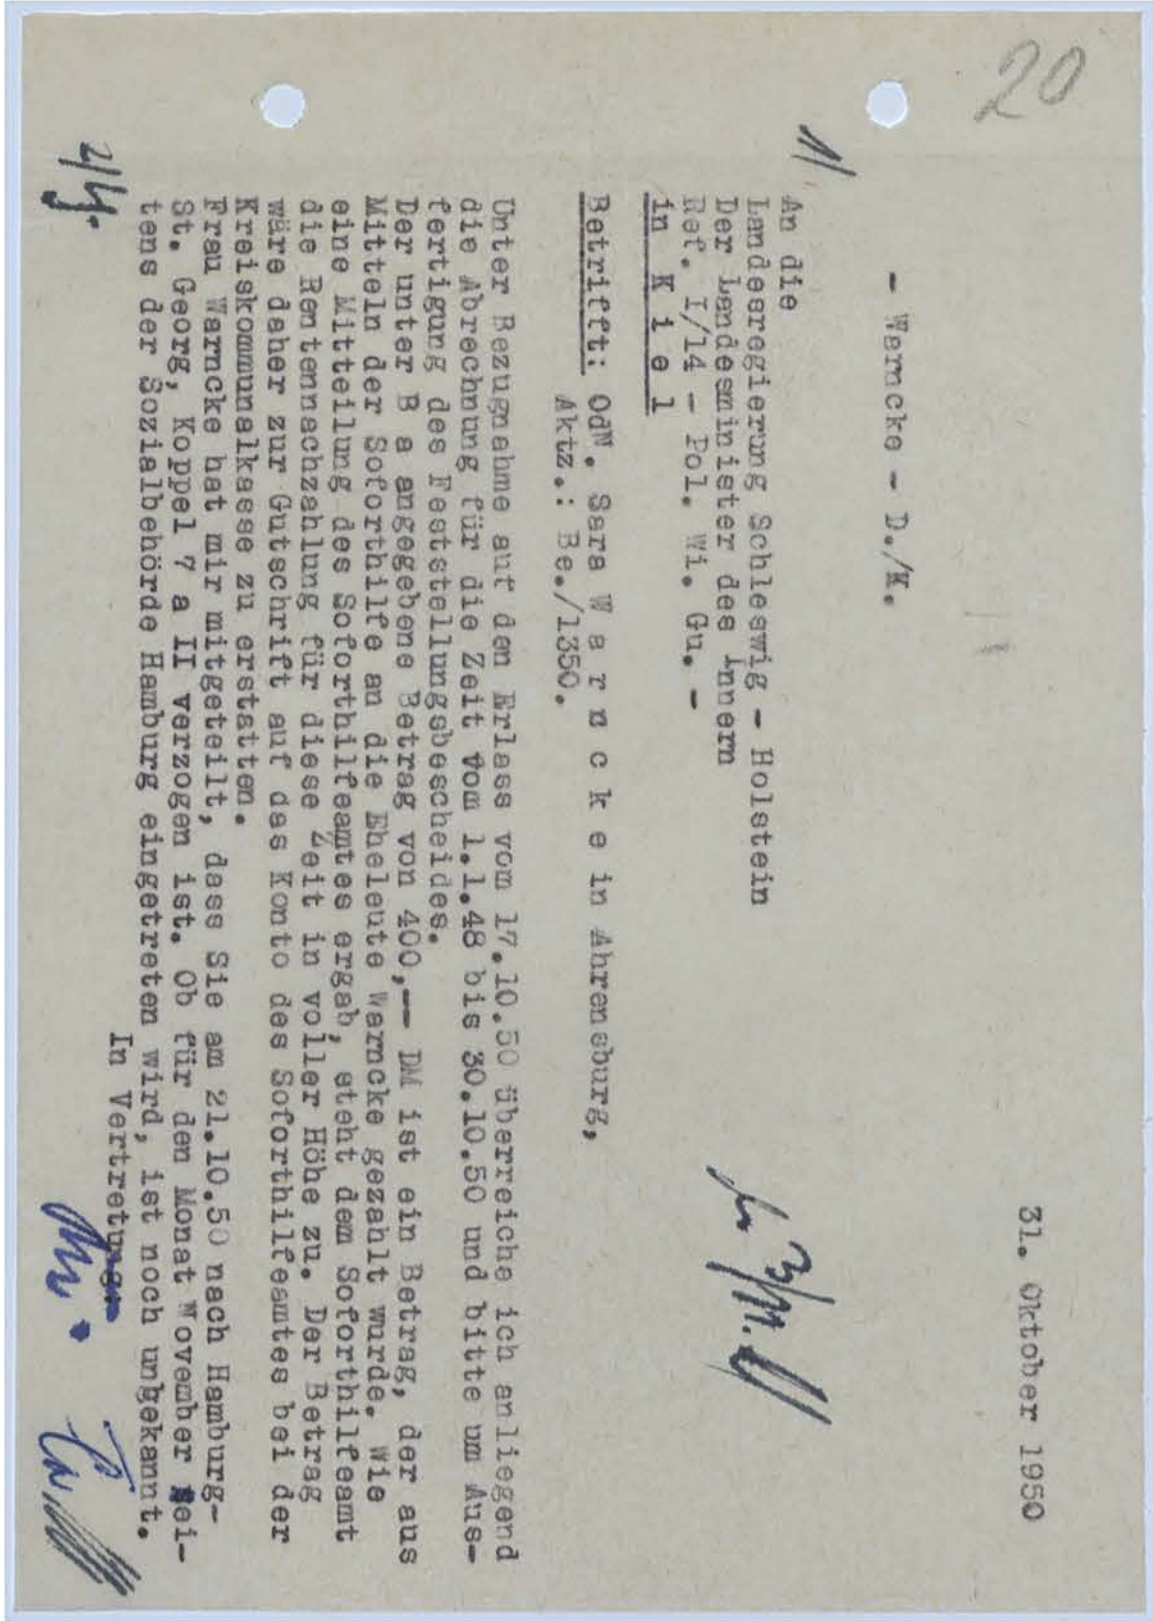 20
31. Oktober 1950
- Warncke - D./K.
1/
An die
Landesregierung Schleswig - Holstein
Der Landesminister des Innern
Ref. I/14 - Pol. Wi. Gu. -
in K i e l
Betrifft: OdN. Sara W a r n c k e in Ahrensburg,
Aktz.: Be./1350.
Unter Bezugnahme auf den Erlass vom 17.10.50 überreiche ich anliegend
die Abrechnung für die Zeit vom 1.1.48 bis 30.10.50 und bitte um Aus-
fertigung des Feststellungsbescheides.
Der unter B a angegebene Betrag von 400,-- DM ist ein Betrag, der aus
Mitteln der Soforthilfe an die Eheleute Warncke gezahlt wurde. Wie
eine Mitteilung des Soforthilfeamtes ergab, steht dem Soforthilfeamt
die Rentennachzahlung für diese Zeit in voller Höhe zu. Der Betrag
wäre daher zur Gutschrift auf das Konto des Soforthilfeamtes bei der
Kreiskommunalkasse zu erstatten.
Frau Warncke hat mir mitgeteilt, dass Sie am 21.10.50 nach Hamburg-
St. Georg, Koppel 7 a II verzogen ist. Ob für den Monat November sei-
tens der Sozialbehörde Hamburg eingetreten wird, ist noch unbekannt.
In Vertretung.